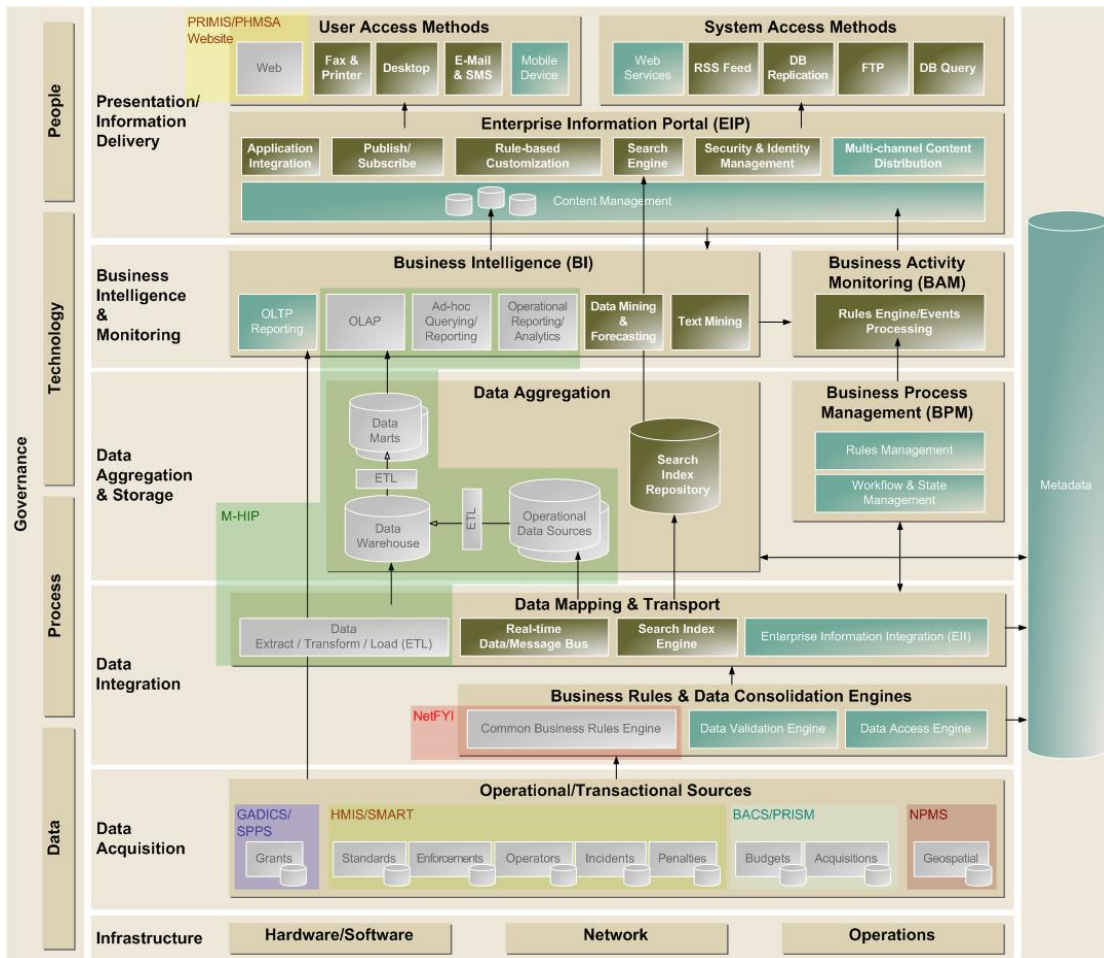 Governance
People
Technology
Process
Data
Presentation/
Information
Delivery
PRIMIS/PHMSA
Website
User Access Methods
Web
Fax &
Printer
Desktop
E-Mail
& SMS
Mobile
Device
System Access Methods
Web
Services
RSS Feed
DB
Replication
FTP
DB Query
Enterprise Information Portal (EIP)
Application
Integration
Publish/
Subscribe
Rule-based
Customization
Search
Engine
Security & Identity
Management
Multi-channel Content
Distribution
Content Management
Business
Intelligence
&
Monitoring
Business Intelligence (BI)
OLTP
Reporting
OLAP
Ad-hoc
Querying/
Reporting
Operational
Reporting/
Analytics
Data Mining
&
Forecasting
Text Mining
Business Activity
Monitoring (BAM)
Rules Engine/Events
Processing
Data
Aggregation
& Storage
M-HIP
Data Aggregation
Data
Marts
ETL
Data
Warehouse
ETL
Operational
Data Sources
Search
Index
Repository
Business Process
Management (BPM)
Rules Management
Workflow & State
Management
Metadata
Data
Integration
Data Mapping & Transport
Data
Extract / Transform / Load (ETL)
Real-time
Data/Message Bus
Search Index
Engine
Enterprise Information Integration (EII)
Business Rules & Data Consolidation Engines
NetFYI
Common Business Rules Engine
Data Validation Engine
Data Access Engine
Data
Acquisition
Operational/Transactional Sources
GADICS/
SPPS
Grants
HMIS/SMART
Standards
Enforcements
Operators
Incidents
Penalties
BACS/PRISM
Budgets
Acquisitions
NPMS
Geospatial
Infrastructure
Hardware/Software
Network
Operations